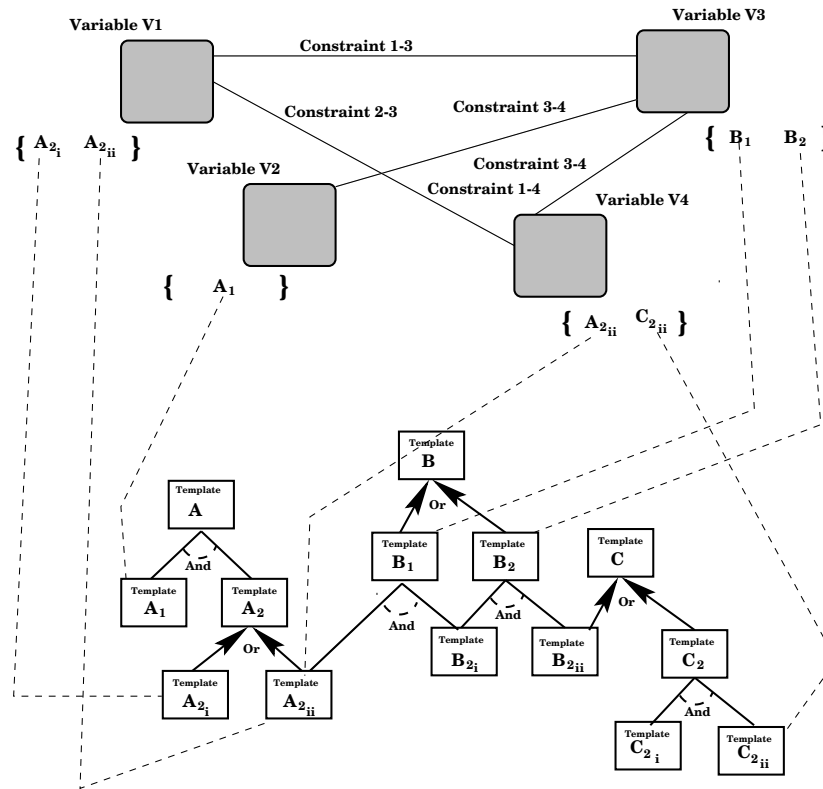 Variable V1
Variable V3
Constraint 1-3
Constraint 2-3
Constraint 3-4
{ A2i A2ii }
{ B1 B2 }
Variable V2
Constraint 3-4
Constraint 1-4
Variable V4
{ A1 }
{ A2ii C2ii }
Template
B
Or
Template
A
And
Template
B1
Template
B2
Template
C
Or
Template
A1
Template
A2
And
And
Or
Template
B2i
Template
B2ii
Template
C2
Template
A2i
Template
A2ii
And
Template
C2i
Template
C2ii